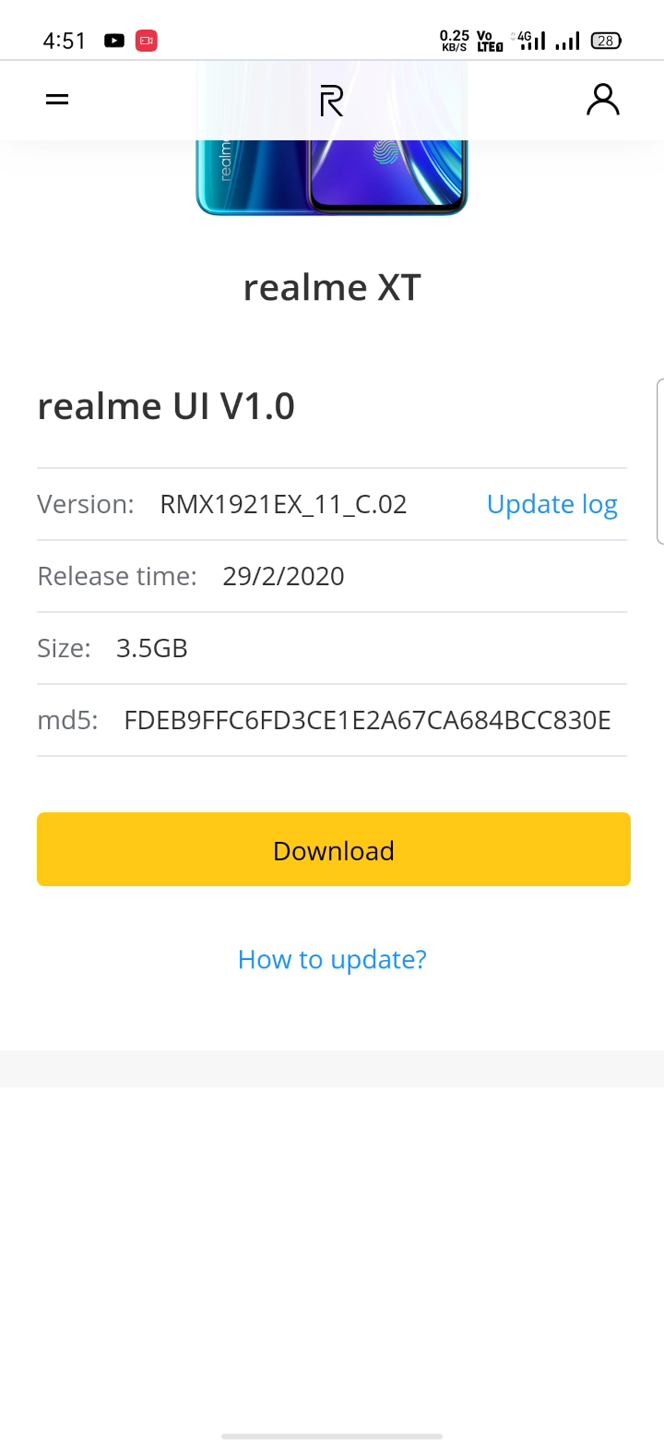 4:51
0.25 KB/S Vo LTE 4G 28
realme
realme XT
realme UI V1.0
Version: RMX1921EX_11_C.02 Update log
Release time: 29/2/2020
Size: 3.5GB
md5: FDEB9FFC6FD3CE1E2A67CA684BCC830E
Download
How to update?